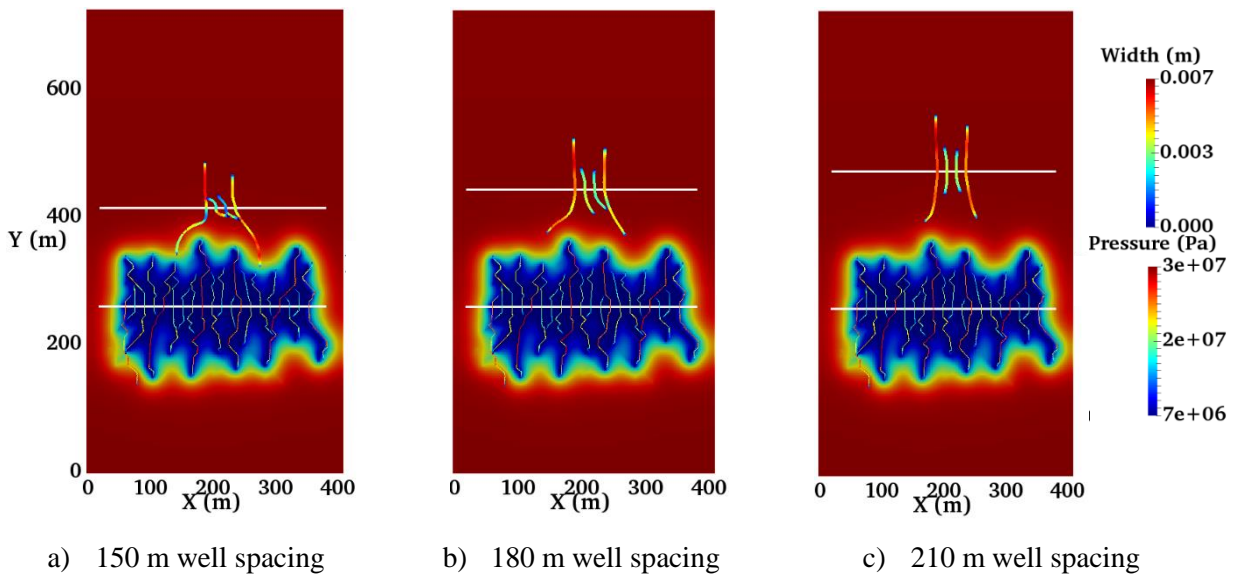 600
400
Y (m)
200
0
0 100 200 300 400
X (m)
0 100 200 300 400
X (m)
0 100 200 300 400
X (m)
Width (m)
0.007
0.003
0.000
Pressure (Pa)
3e+07
2e+07
7e+06
a) 150 m well spacing
b) 180 m well spacing
c) 210 m well spacing